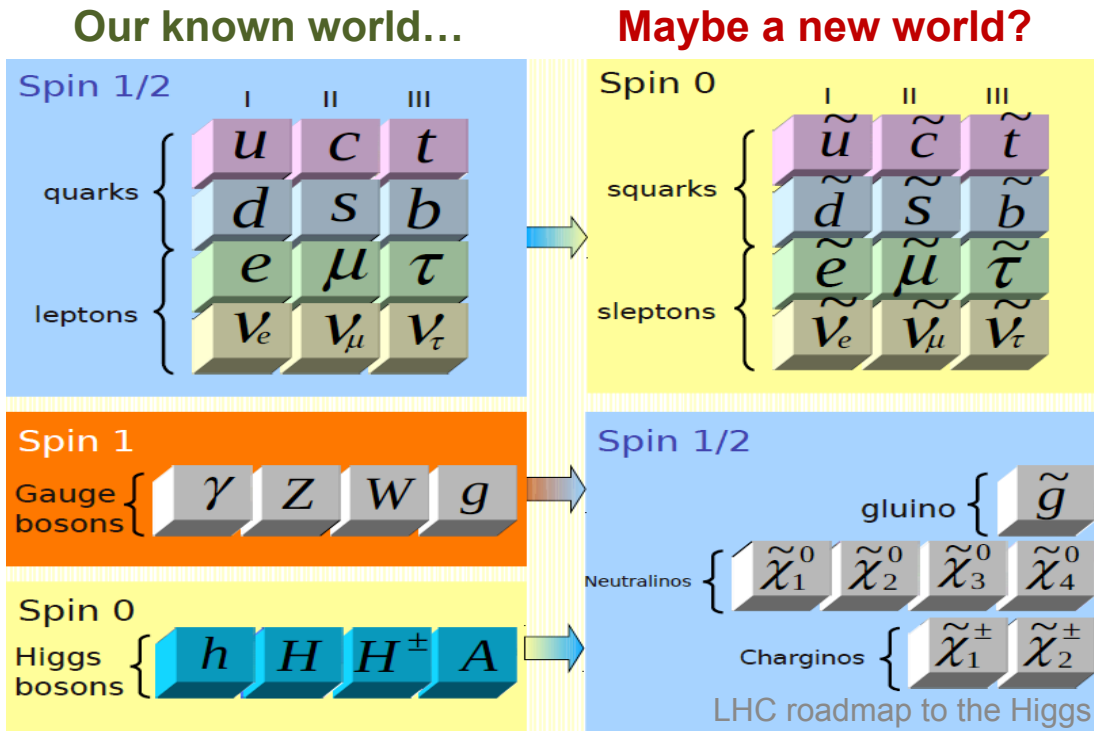 Our known world…
Maybe a new world?
Spin 1/2
I II III
quarks
u c t
d s b
leptons
e μ τ
νe νμ ντ
Spin 0
I II III
squarks
ũ c̃ t̃
d̃ s̃ b̃
sleptons
ẽ μ̃ τ̃
ν̃e ν̃μ ν̃τ
Spin 1
Gauge
bosons
γ Z W g
Spin 0
Higgs
bosons
h H H± A
Spin 1/2
gluino
g̃
Neutralinos
χ̃⁰₁ χ̃⁰₂ χ̃⁰₃ χ̃⁰₄
Charginos
χ̃±₁ χ̃±₂
LHC roadmap to the Higgs